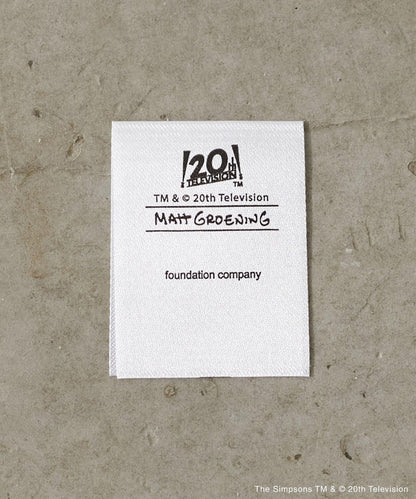 20th
TELEVISION
TM
TM & © 20th Television
MATT GROENING
foundation company
The Simpsons TM & © 20th Television